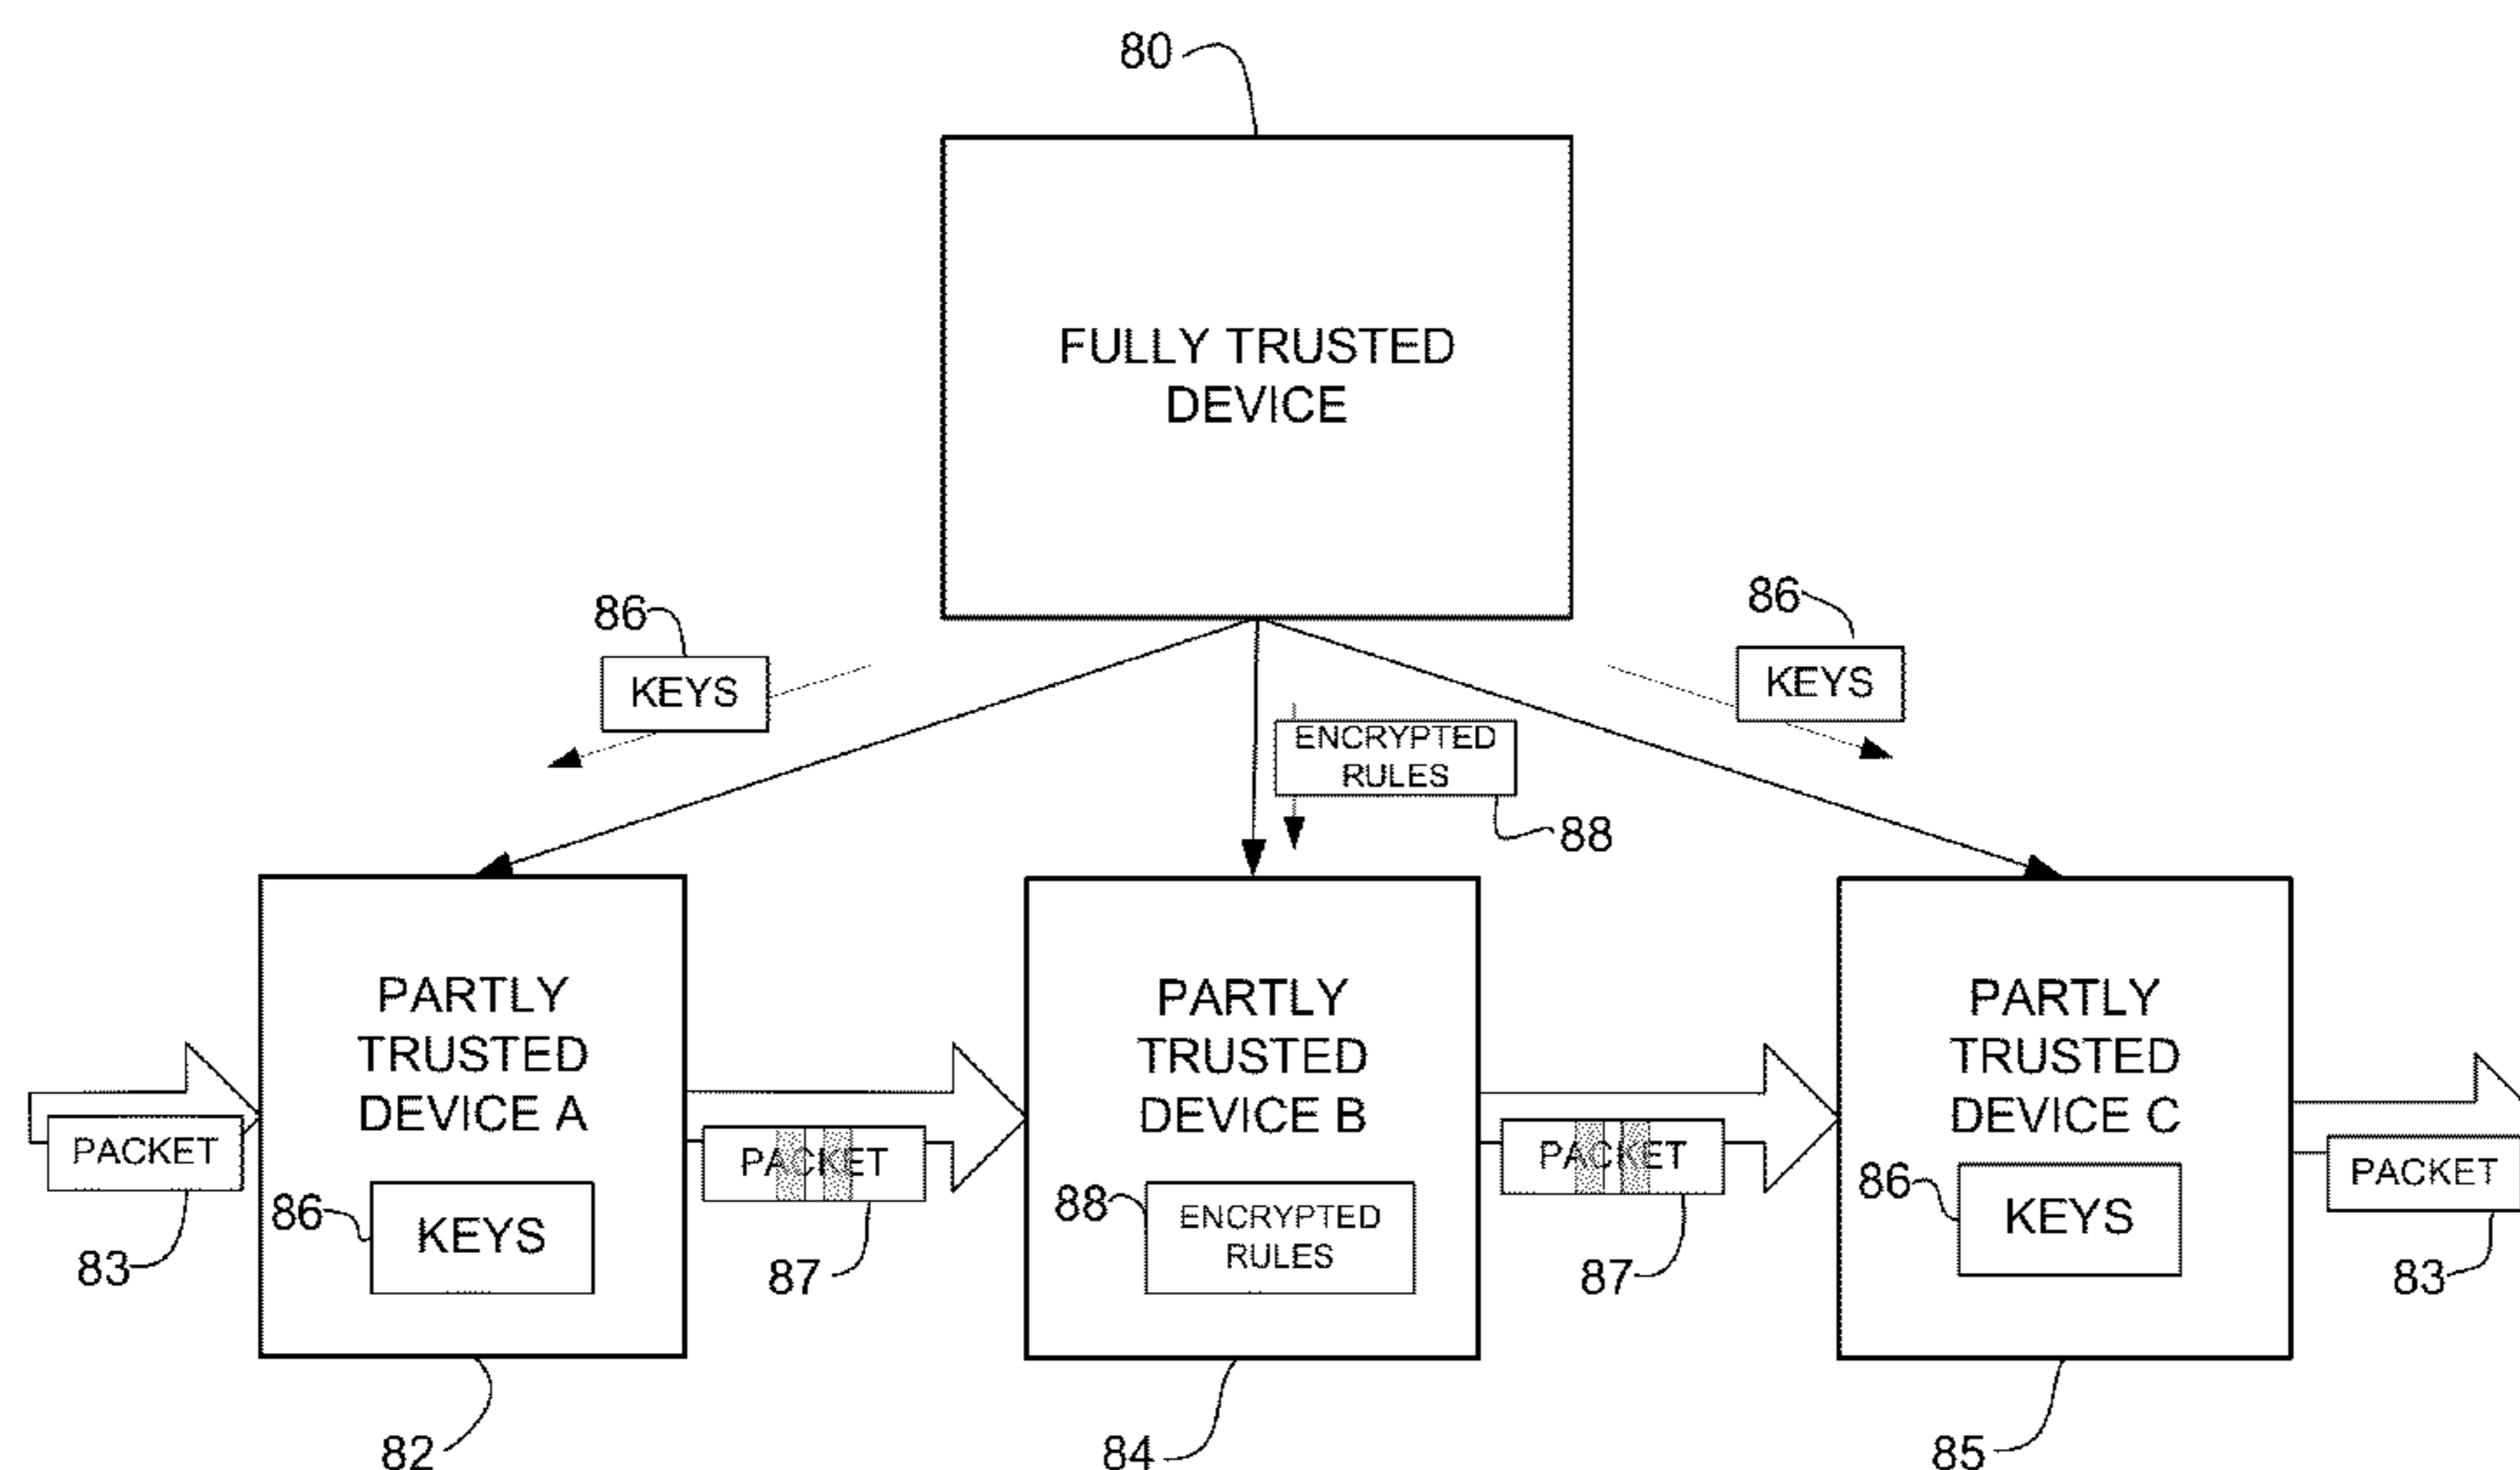 80
FULLY TRUSTED
DEVICE
86
KEYS
86
KEYS
ENCRYPTED
RULES
88
PARTLY
TRUSTED
DEVICE A
PARTLY
TRUSTED
DEVICE B
PARTLY
TRUSTED
DEVICE C
PACKET
83
86
KEYS
PACKET
87
88
ENCRYPTED
RULES
PACKET
87
86
KEYS
PACKET
83
82
84
85